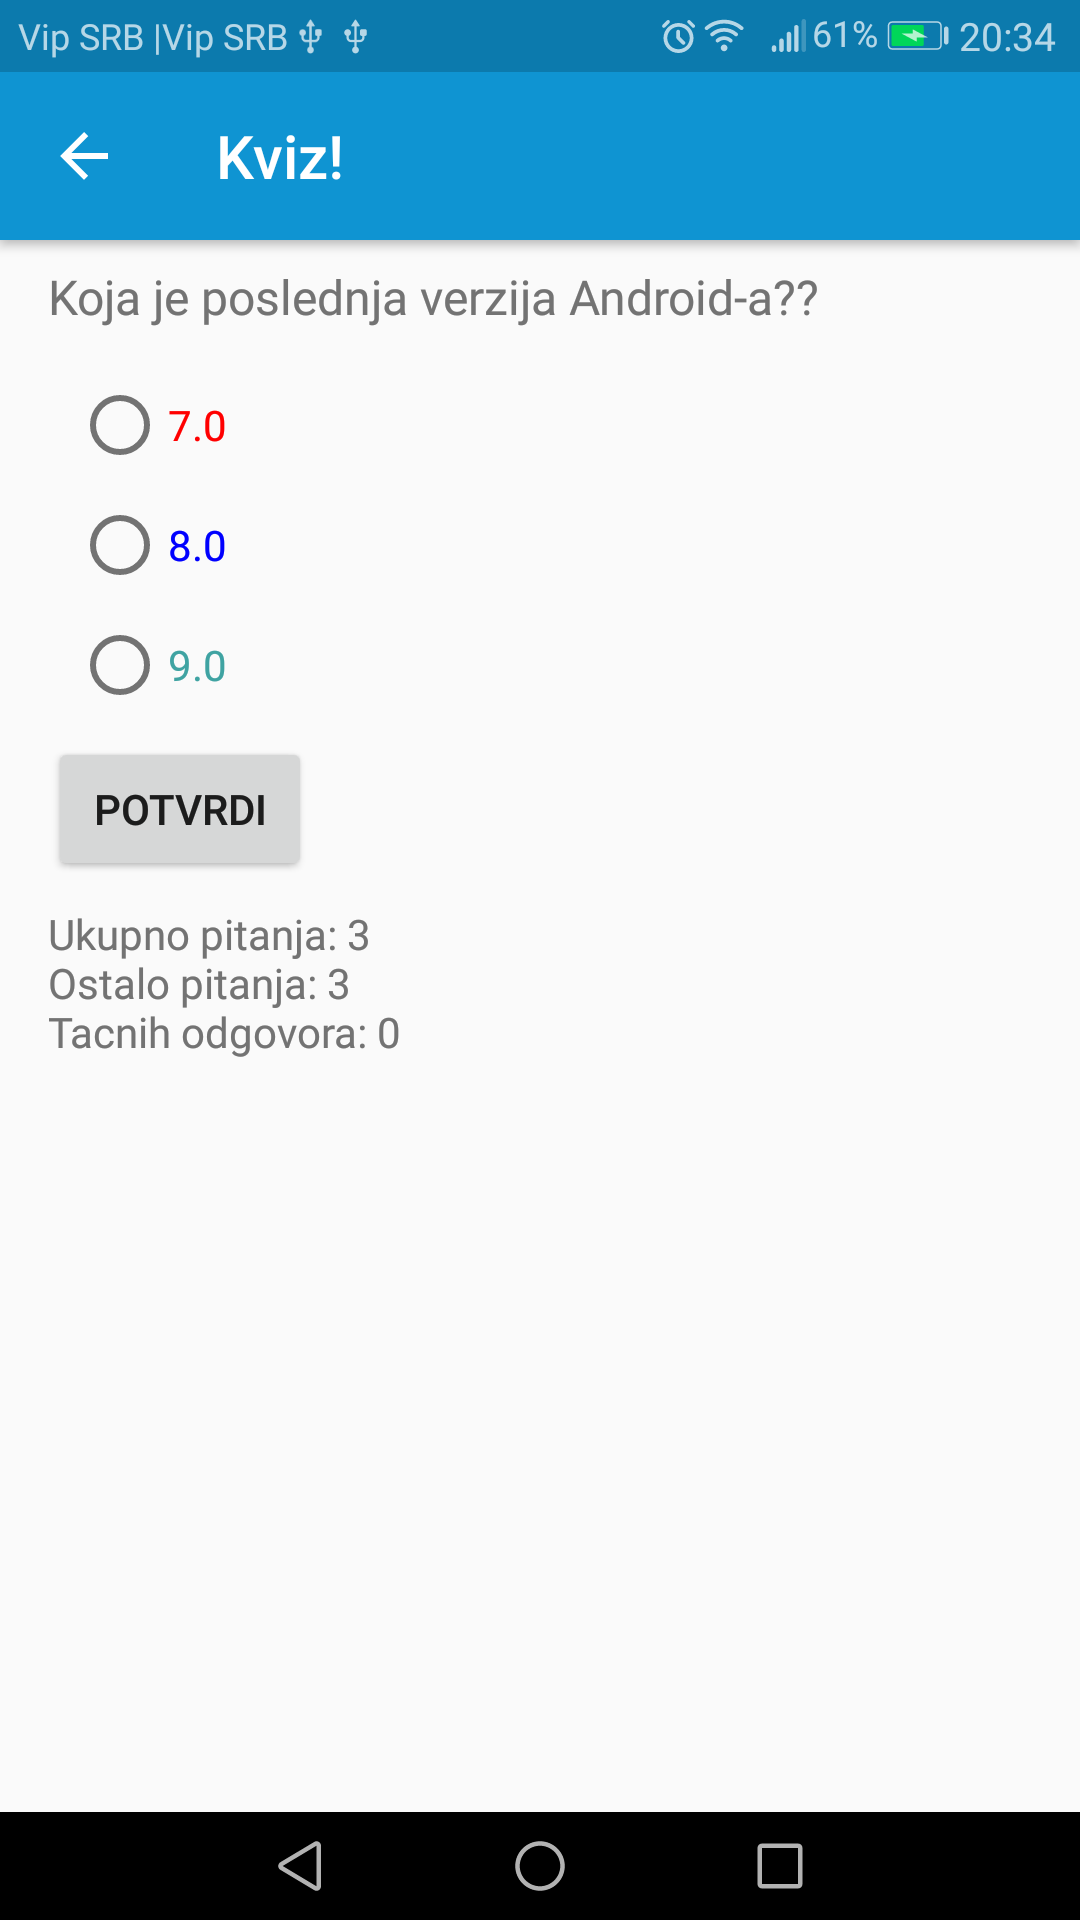 Vip SRB |Vip SRB 61% 20:34
Kviz!
Koja je poslednja verzija Android-a??
7.0
8.0
9.0
POTVRDI
Ukupno pitanja: 3
Ostalo pitanja: 3
Tacnih odgovora: 0